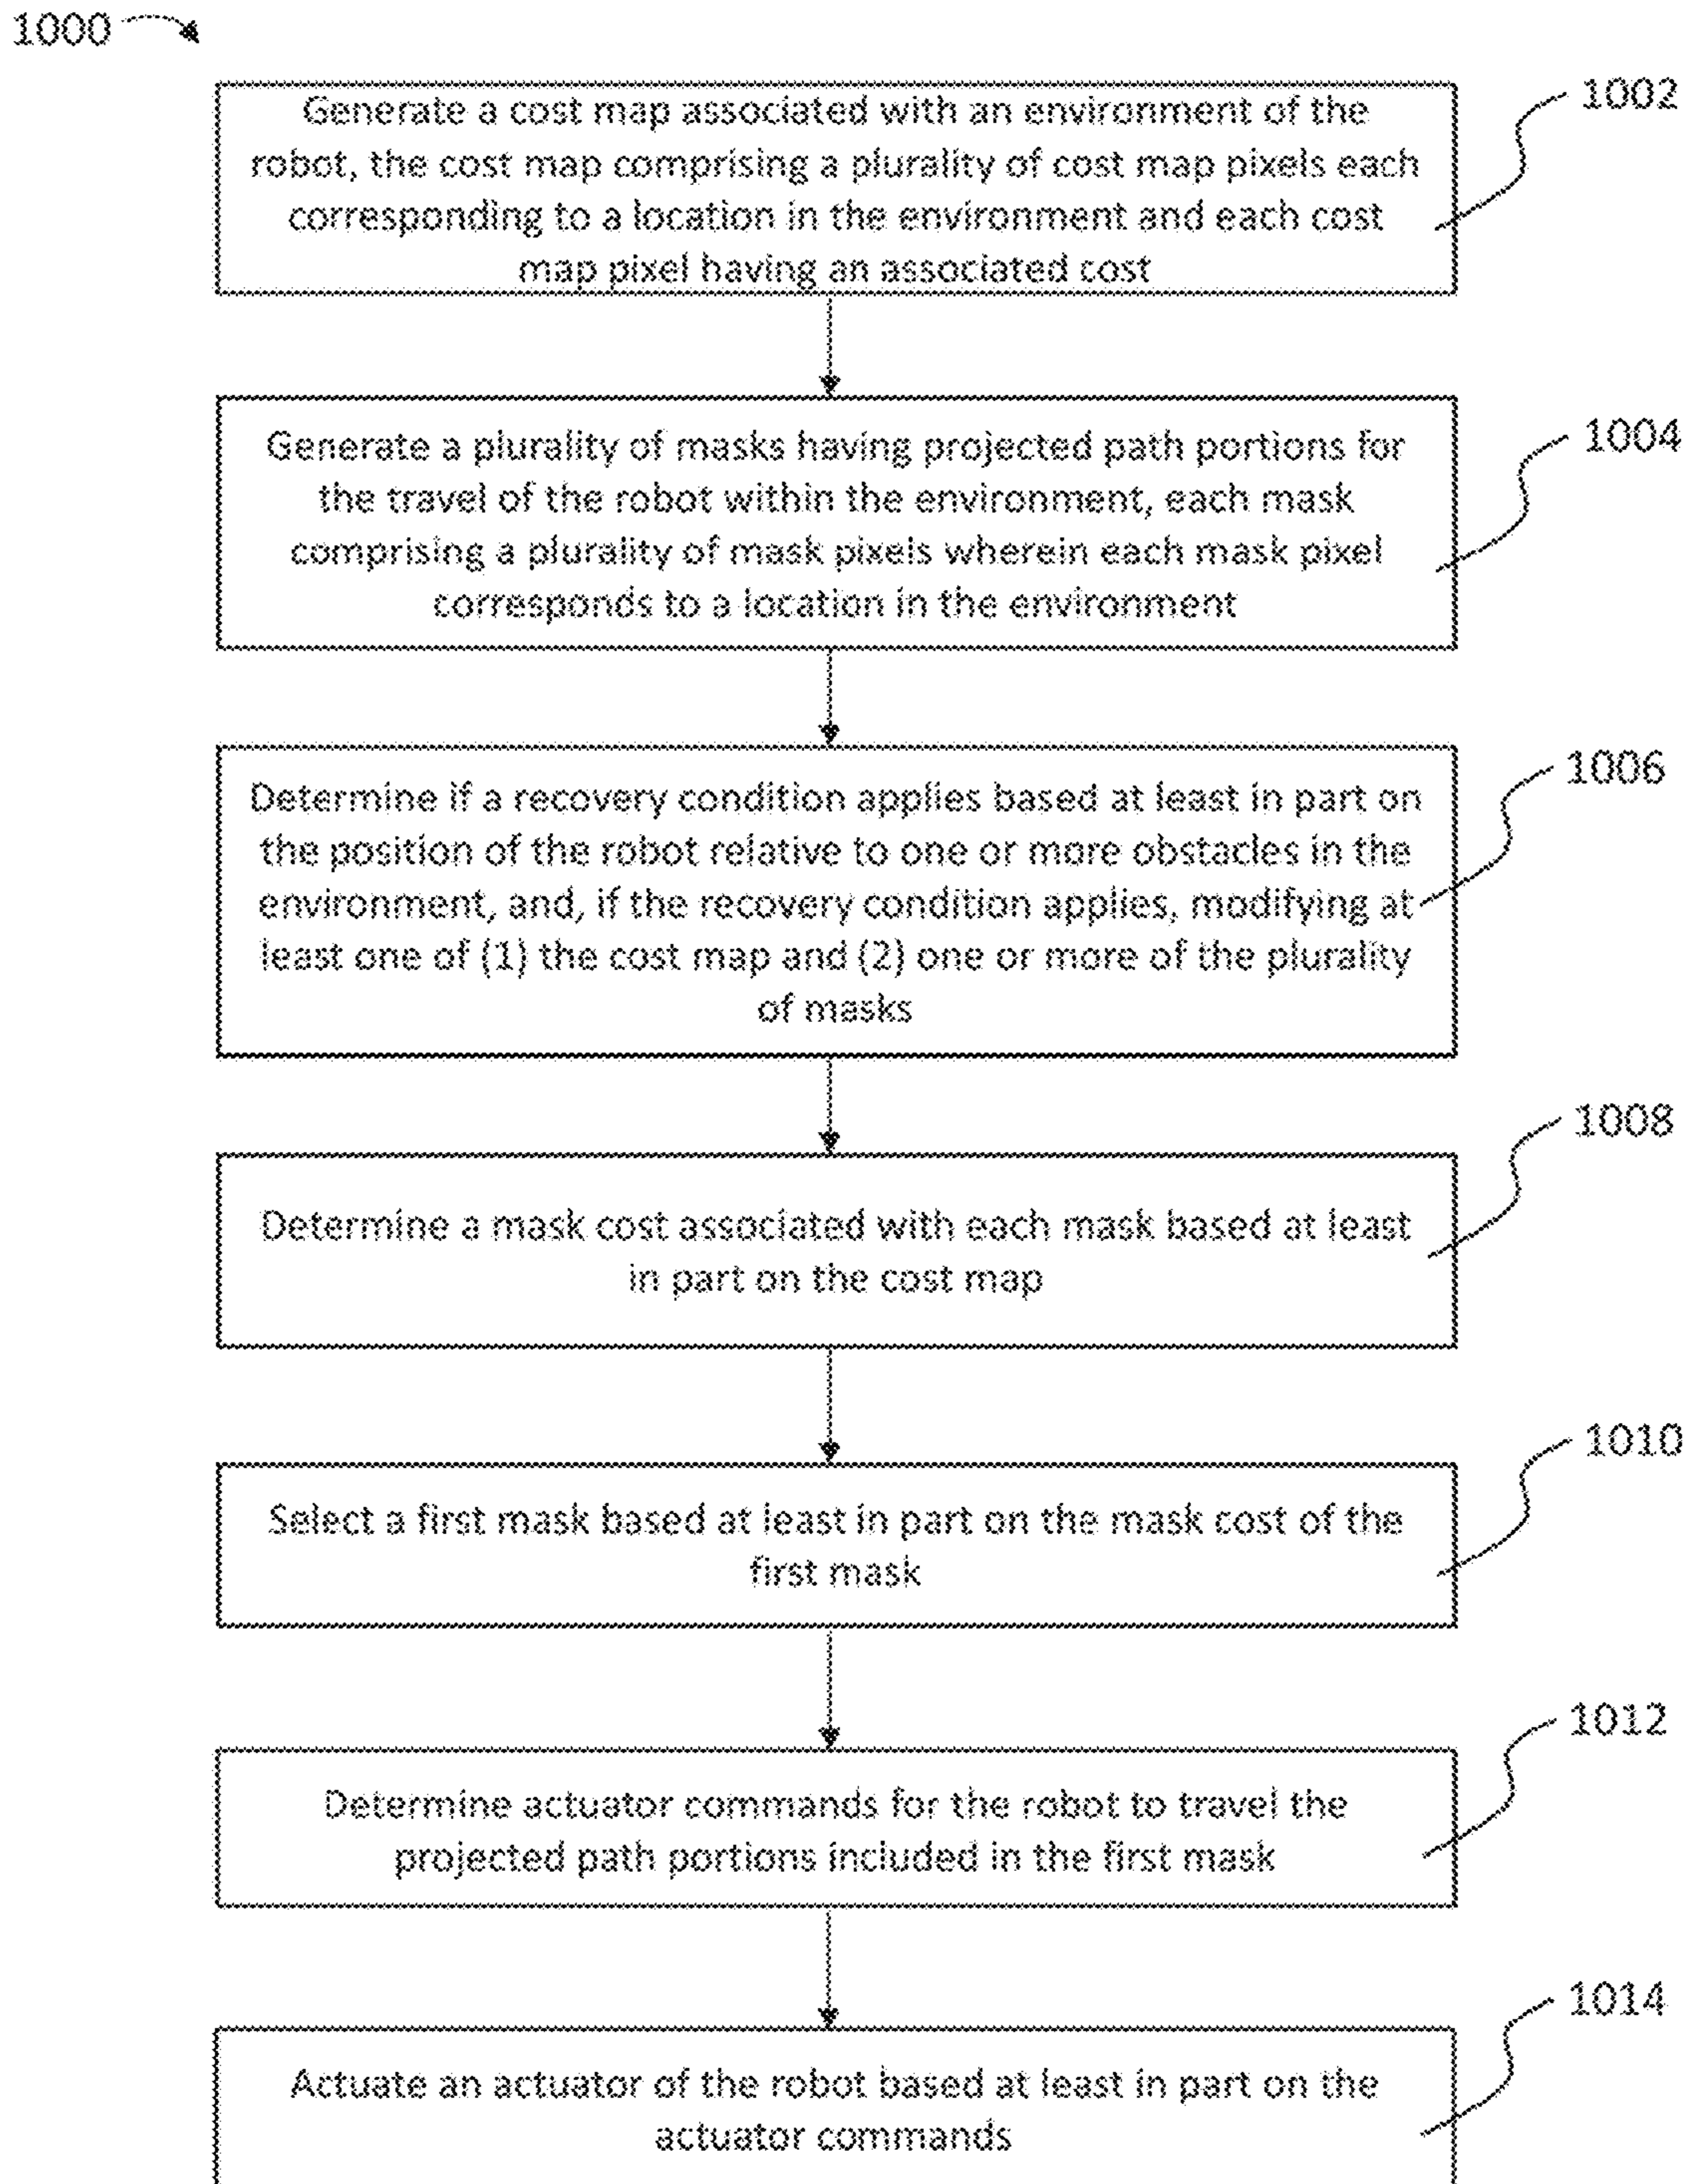 1000
Generate a cost map associated with an environment of the
robot, the cost map comprising a plurality of cost map pixels each
corresponding to a location in the environment and each cost
map pixel having an associated cost
1002
Generate a plurality of masks having projected path portions for
the travel of the robot within the environment, each mask
comprising a plurality of mask pixels wherein each mask pixel
corresponds to a location in the environment
1004
Determine if a recovery condition applies based at least in part on
the position of the robot relative to one or more obstacles in the
environment, and, if the recovery condition applies, modifying at
least one of (1) the cost map and (2) one or more of the plurality
of masks
1006
Determine a mask cost associated with each mask based at least
in part on the cost map
1008
Select a first mask based at least in part on the mask cost of the
first mask
1010
Determine actuator commands for the robot to travel the
projected path portions included in the first mask
1012
Actuate an actuator of the robot based at least in part on the
actuator commands
1014